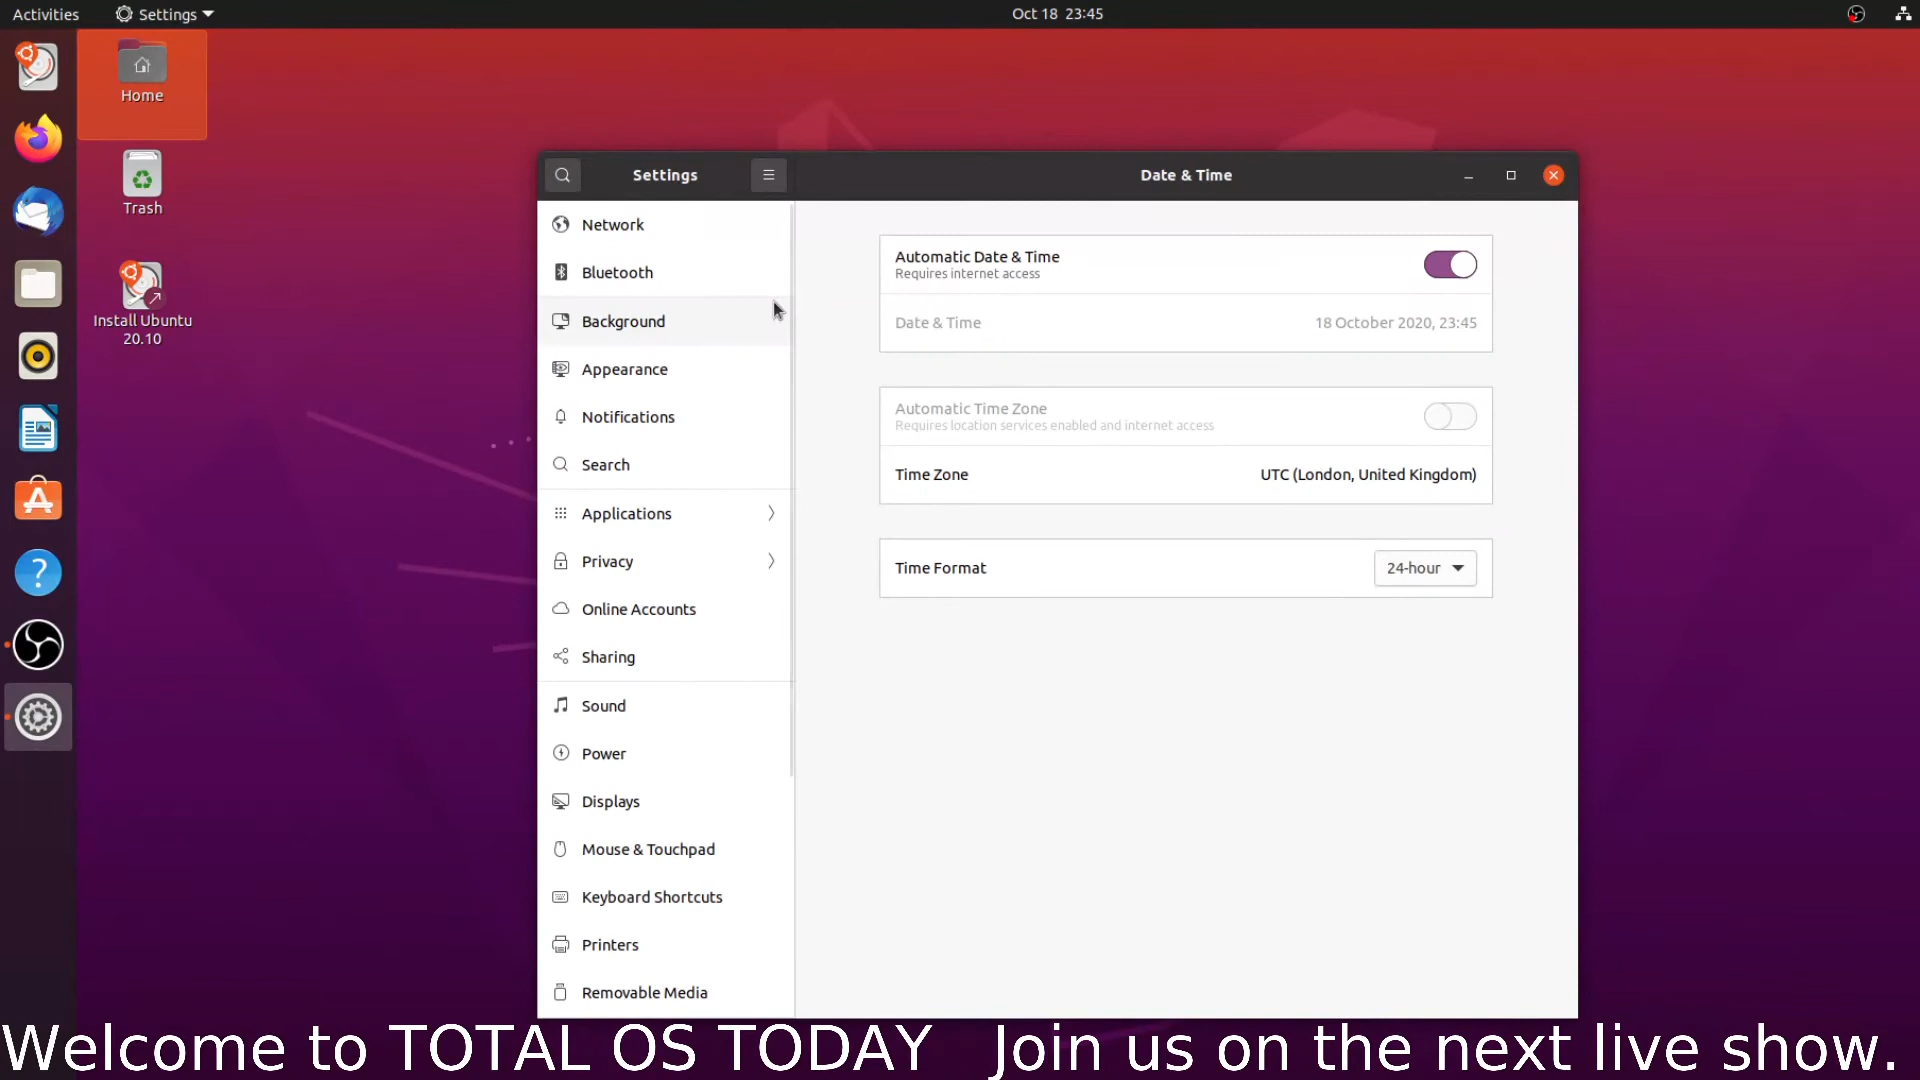 Activities
Settings
Oct 18 23:45
Home
Trash
Install Ubuntu
20.10
Settings
Date & Time
Network
Bluetooth
Background
Appearance
Notifications
Search
Applications
Privacy
Online Accounts
Sharing
Sound
Power
Displays
Mouse & Touchpad
Keyboard Shortcuts
Printers
Removable Media
Automatic Date & Time
Requires internet access
Date & Time 18 October 2020, 23:45
Automatic Time Zone
Requires location services enabled and internet access
Time Zone UTC (London, United Kingdom)
Time Format 24-hour
Welcome to TOTAL OS TODAY Join us on the next live show.